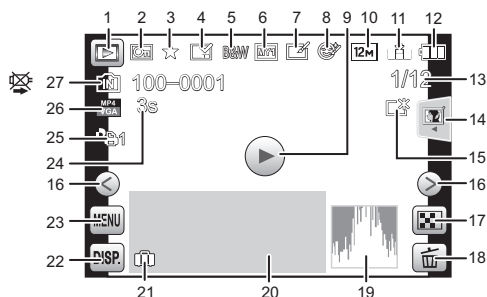 1 2 3 4 5 6 7 8 9 10 11 12
B&W 12M
27 IN 100-0001 1/12 13
26 MP4 VGA 3s 14
25 1
24 15
16 16
23 MENU 17
22 DISP. 18
21 20 19